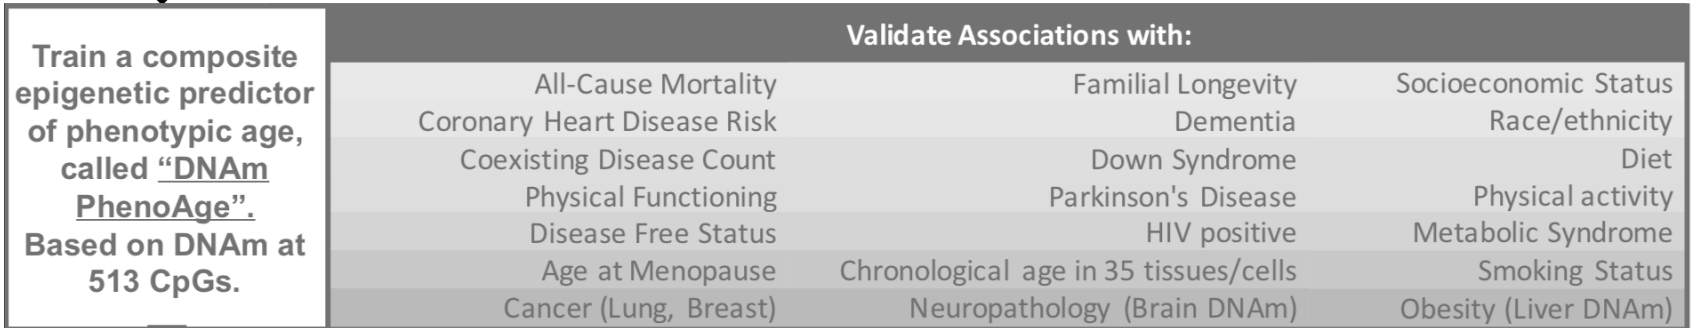 Train a composite
epigenetic predictor
of phenotypic age,
called “DNAm
PhenoAge”.
Based on DNAm at
513 CpGs.
Validate Associations with:
All-Cause Mortality Familial Longevity Socioeconomic Status
Coronary Heart Disease Risk Dementia Race/ethnicity
Coexisting Disease Count Down Syndrome Diet
Physical Functioning Parkinson's Disease Physical activity
Disease Free Status HIV positive Metabolic Syndrome
Age at Menopause Chronological age in 35 tissues/cells Smoking Status
Cancer (Lung, Breast) Neuropathology (Brain DNAm) Obesity (Liver DNAm)